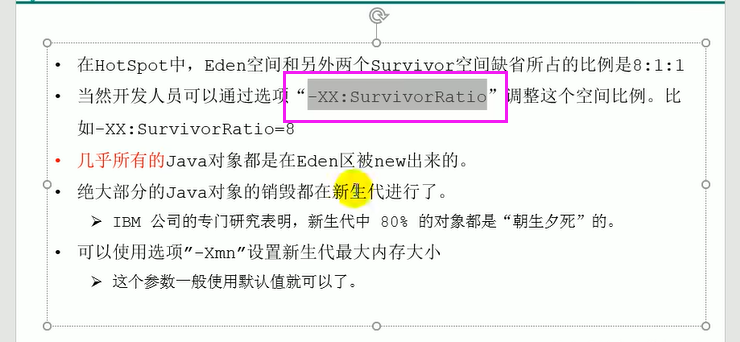 • 在HotSpot中，Eden空间和另外两个Survivor空间缺省所占的比例是8:1:1
• 当然开发人员可以通过选项“-XX:SurvivorRatio”调整这个空间比例。比
如-XX:SurvivorRatio=8
• 几乎所有的Java对象都是在Eden区被new出来的。
• 绝大部分的Java对象的销毁都在新生代进行了。
➢ IBM 公司的专门研究表明，新生代中 80% 的对象都是“朝生夕死”的。
• 可以使用选项”-Xmn”设置新生代最大内存大小
➢ 这个参数一般使用默认值就可以了。